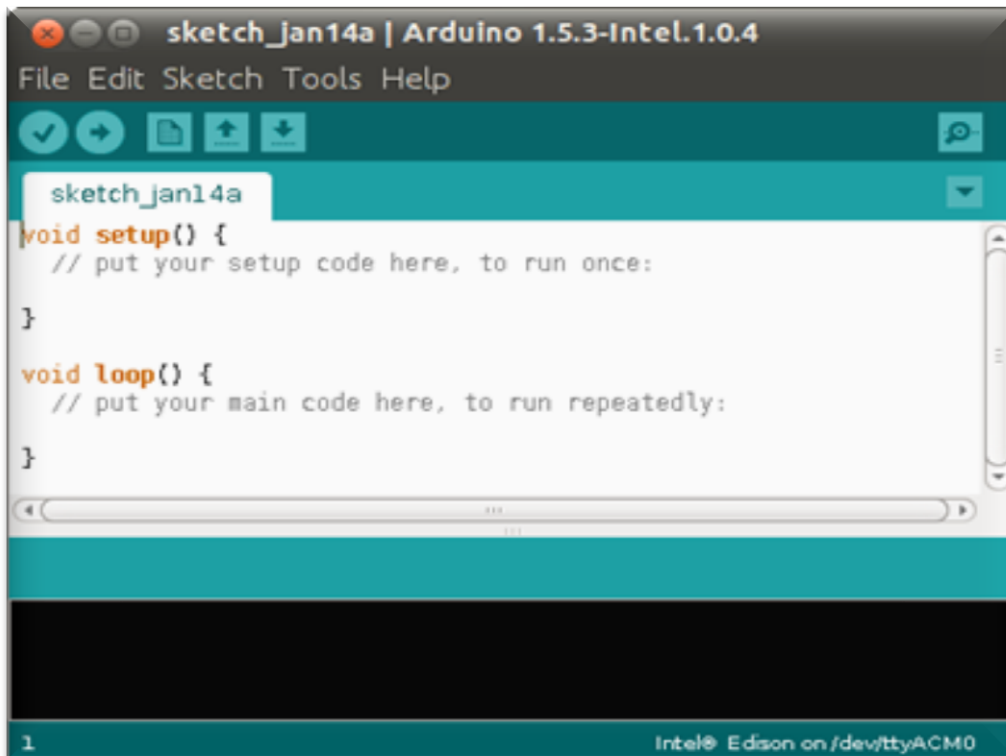 sketch_jan14a | Arduino 1.5.3-Intel.1.0.4
File Edit Sketch Tools Help
sketch_jan14a
void setup() {
  // put your setup code here, to run once:
}
void loop() {
  // put your main code here, to run repeatedly:
}
1 Intel® Edison on /dev/ttyACM0